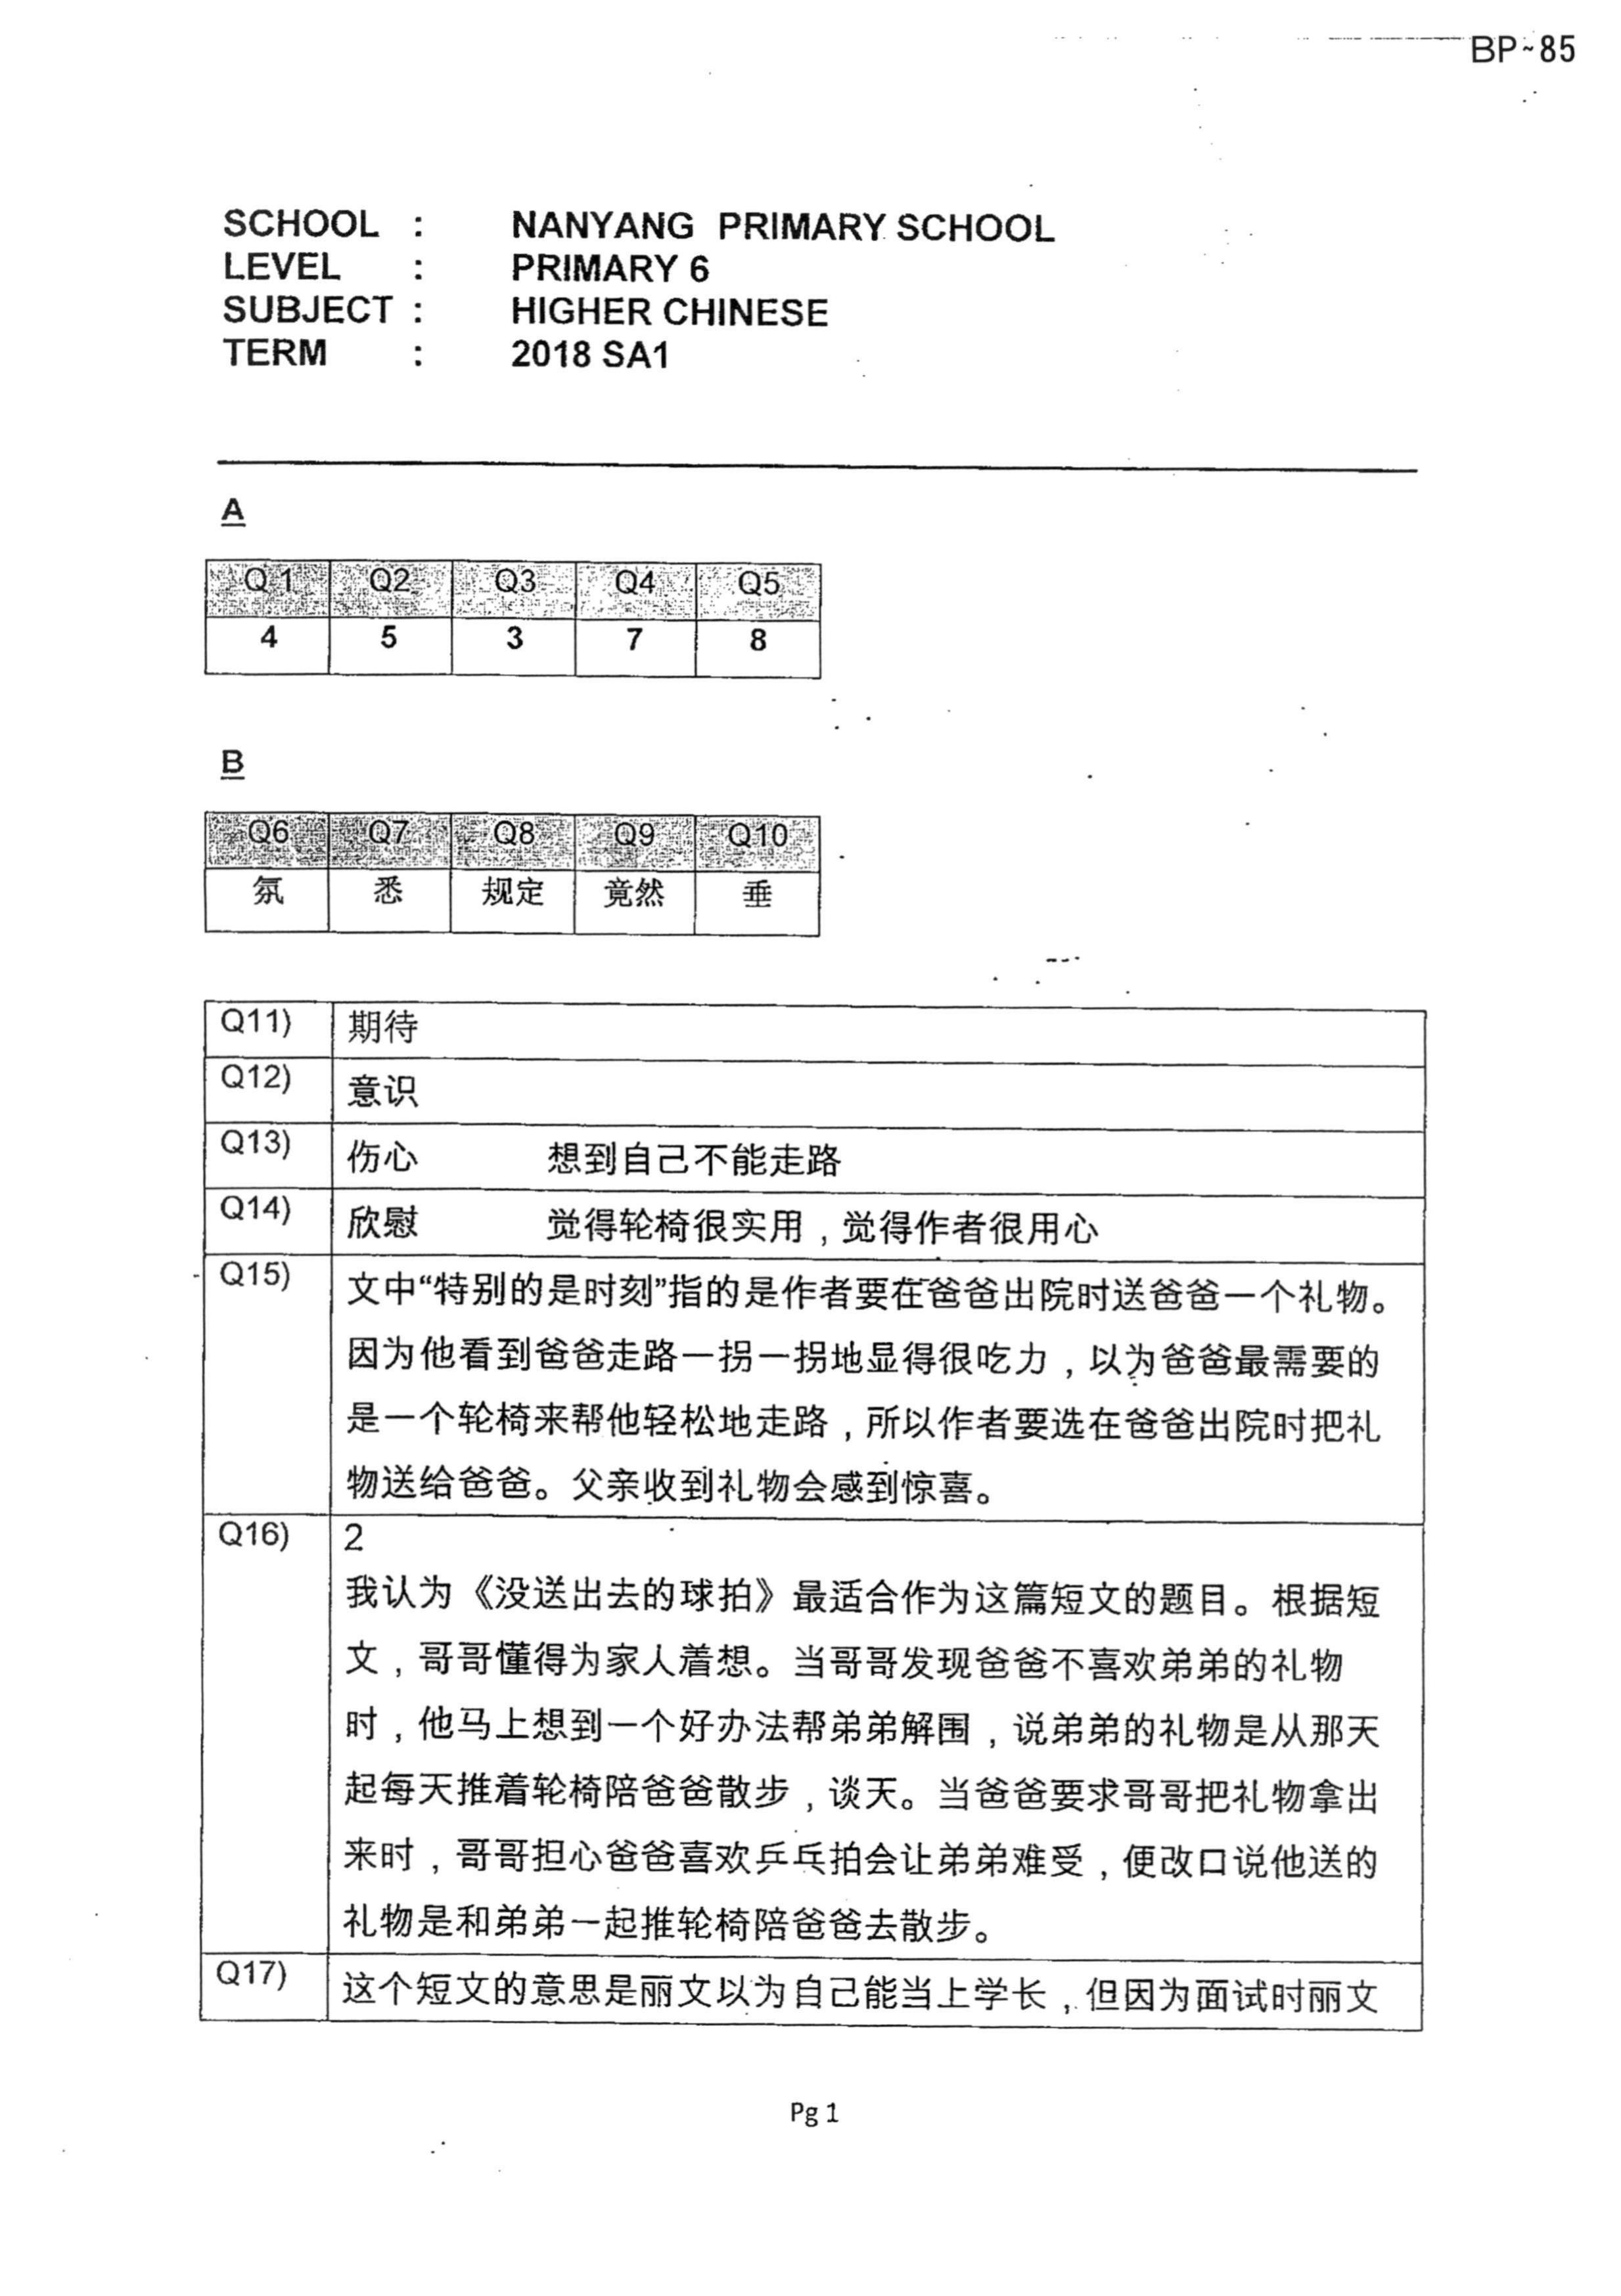 BP~85
SCHOOL : NANYANG PRIMARY SCHOOL
LEVEL : PRIMARY 6
SUBJECT : HIGHER CHINESE
TERM : 2018 SA1
A
Q1 Q2 Q3 Q4 Q5
4 5 3 7 8
B
Q6 Q7 Q8 Q9 Q10
氛 悉 规定 竟然 垂
Q11) 期待
Q12) 意识
Q13) 伤心 想到自己不能走路
Q14) 欣慰 觉得轮椅很实用，觉得作者很用心
Q15) 文中“特别的是时刻”指的是作者要在爸爸出院时送爸爸一个礼物。
因为他看到爸爸走路一拐一拐地显得很吃力，以为爸爸最需要的
是一个轮椅来帮他轻松地走路，所以作者要选在爸爸出院时把礼
物送给爸爸。父亲收到礼物会感到惊喜。
Q16) 2
我认为《没送出去的球拍》最适合作为这篇短文的题目。根据短
文，哥哥懂得为家人着想。当哥哥发现爸爸不喜欢弟弟的礼物
时，他马上想到一个好办法帮弟弟解围，说弟弟的礼物是从那天
起每天推着轮椅陪爸爸散步，谈天。当爸爸要求哥哥把礼物拿出
来时，哥哥担心爸爸喜欢乒乓拍会让弟弟难受，便改口说他送的
礼物是和弟弟一起推轮椅陪爸爸去散步。
Q17) 这个短文的意思是丽文以为自己能当上学长，但因为面试时丽文
Pg 1